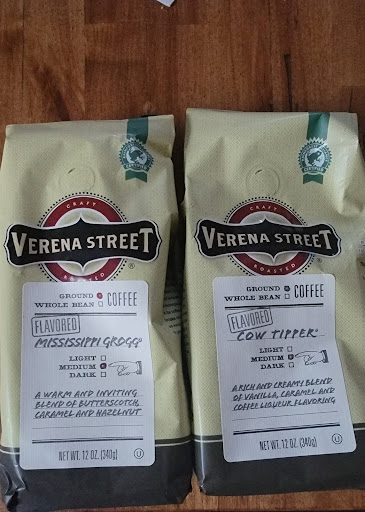 CRAFT
VERENA STREET®
ROASTED
GROUND
WHOLE BEAN COFFEE
FLAVORED
MISSISSIPPI GROGG®
LIGHT
MEDIUM
DARK
A WARM AND INVITING
BLEND OF BUTTERSCOTCH,
CARAMEL AND HAZELNUT
NET WT. 12 OZ. (340g)
U
CRAFT
VERENA STREET®
ROASTED
GROUND
WHOLE BEAN COFFEE
FLAVORED
COW TIPPER®
LIGHT
MEDIUM
DARK
A RICH AND CREAMY BLEND
OF VANILLA, CARAMEL AND
COFFEE LIQUEUR FLAVORING
NET WT. 12 OZ. (340g)
U